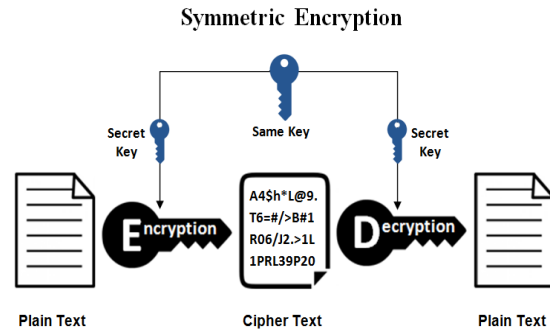 Symmetric Encryption
Secret
Key
Same Key
Secret
Key
Encryption
A4$h*L@9.
T6=#/>B#1
R06/J2.>1L
1PRL39P20
Decryption
Plain Text
Cipher Text
Plain Text